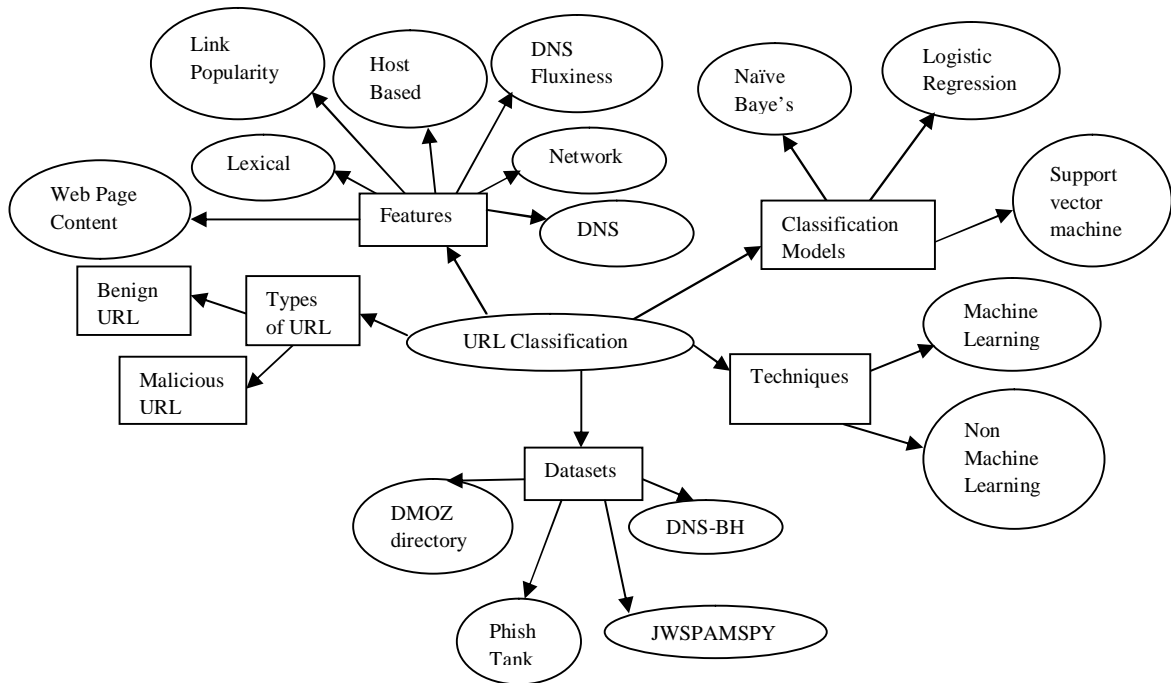 Link
Popularity
Host
Based
DNS
Fluxiness
Naïve
Baye's
Logistic
Regression
Lexical
Network
Web Page
Content
Features
DNS
Classification
Models
Support
vector
machine
Benign
URL
Types
of URL
URL Classification
Machine
Learning
Malicious
URL
Techniques
Non
Machine
Learning
Datasets
DMOZ
directory
DNS-BH
Phish
Tank
JWSPAMSPY